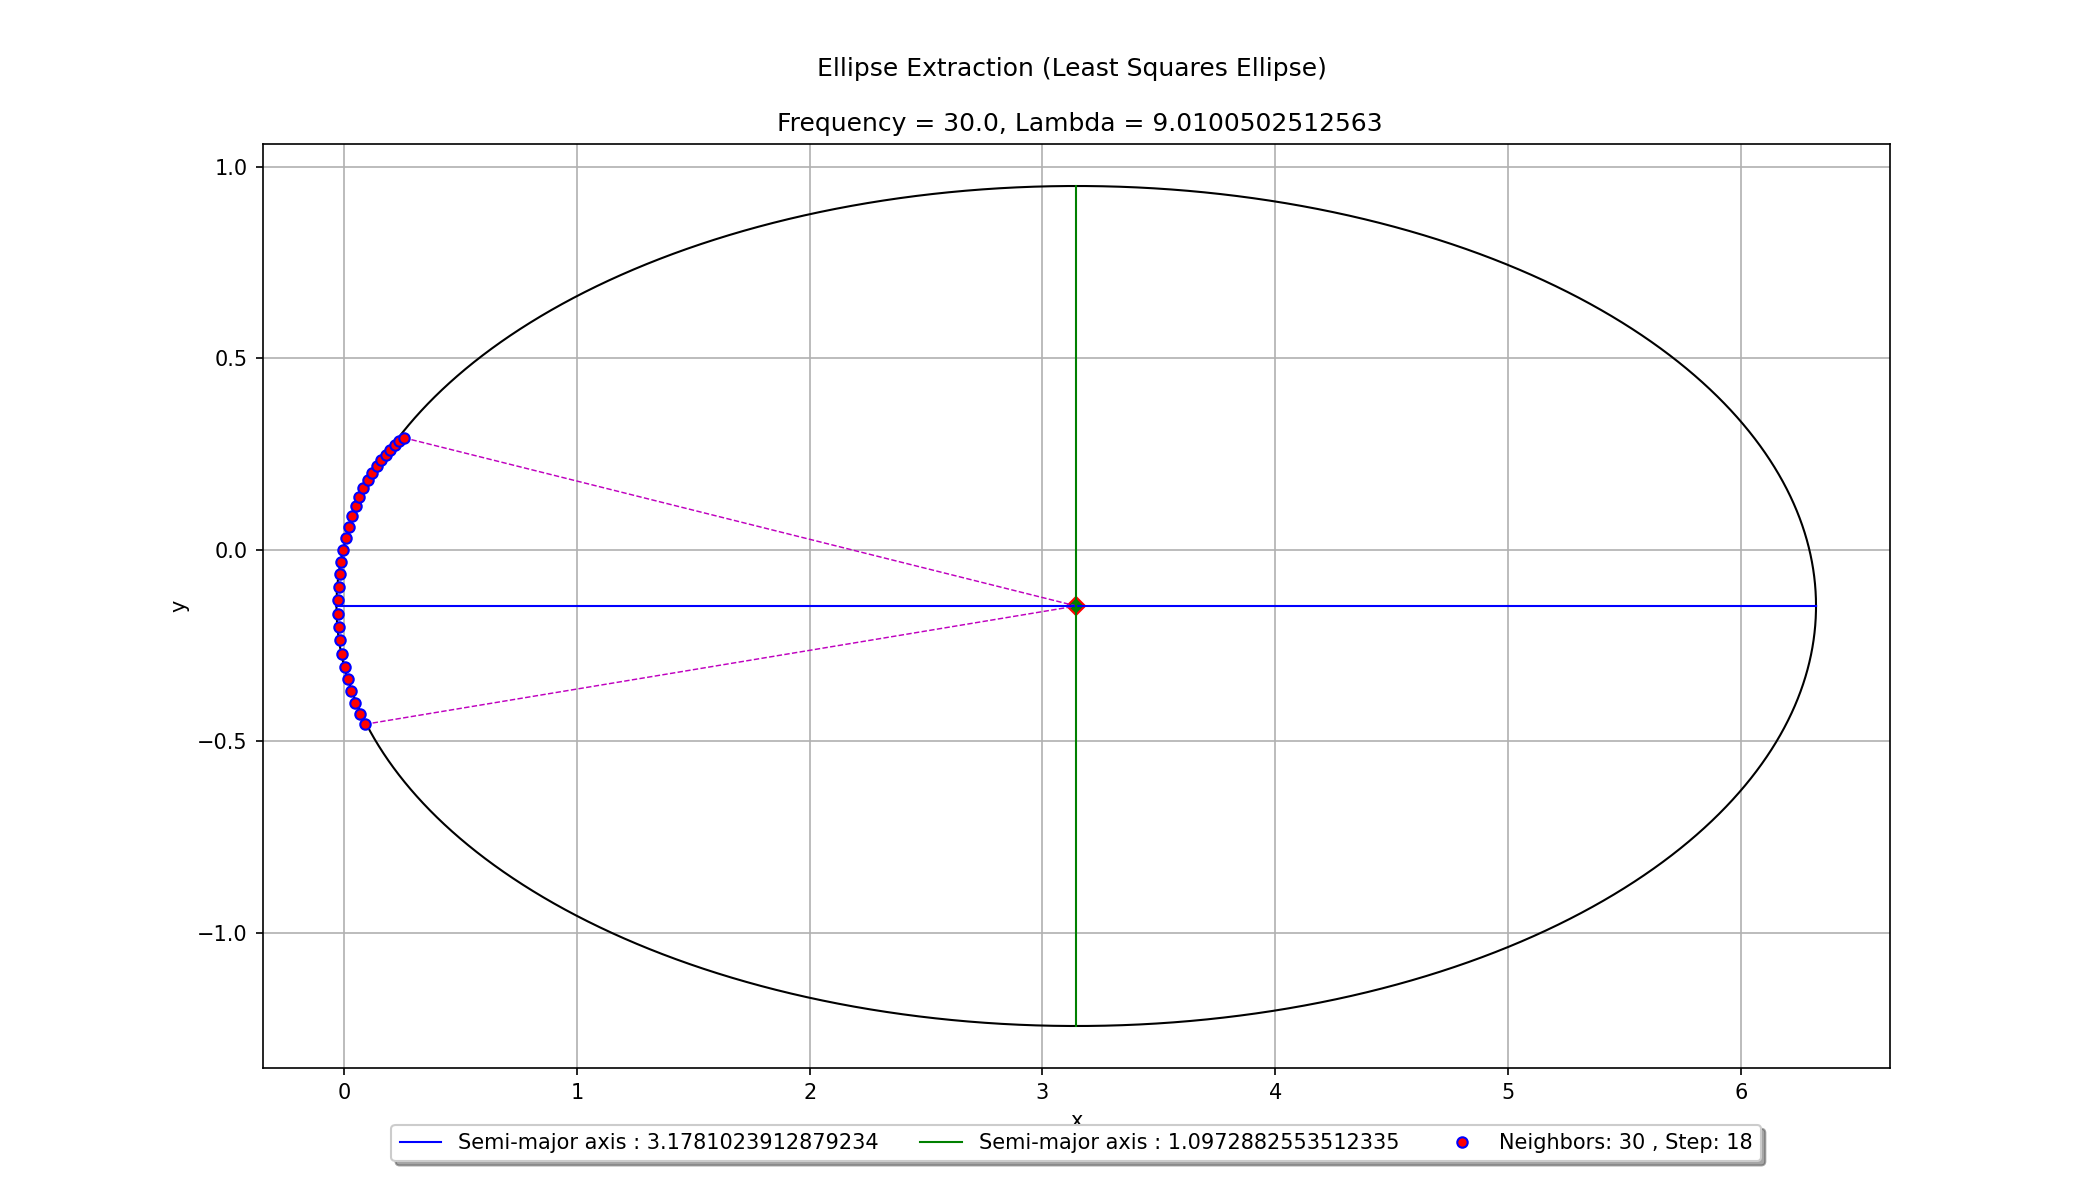 Ellipse Extraction (Least Squares Ellipse)
Frequency = 30.0, Lambda = 9.0100502512563
1.0
0.5
0.0
−0.5
−1.0
y
0 1 2 3 4 5 6
x
Semi-major axis : 3.1781023912879234 Semi-major axis : 1.0972882553512335 Neighbors: 30 , Step: 18